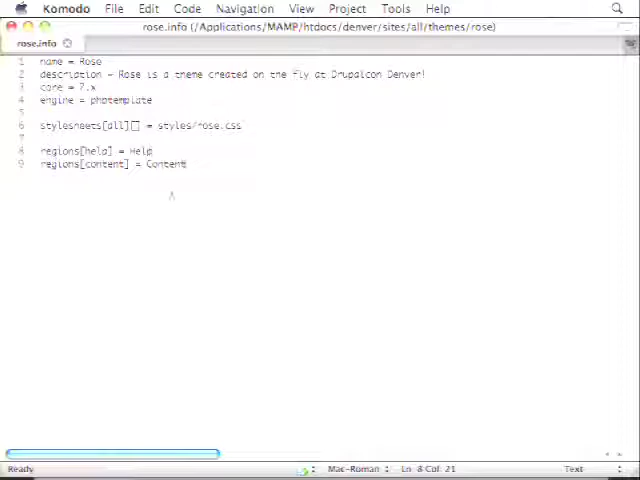 Komodo File Edit Code Navigation View Project Tools Help
rose.info (/Applications/MAMP/htdocs/denver/sites/all/themes/rose)
rose.info
1 name = Rose
2 description = Rose is a theme created on the fly at Drupalcon Denver!
3 core = 7.x
4 engine = phptemplate
5
6 stylesheets[all][] = styles/rose.css
7
8 regions[help] = Help
9 regions[content] = Content
Ready Mac-Roman Ln 8 Col: 21 Text